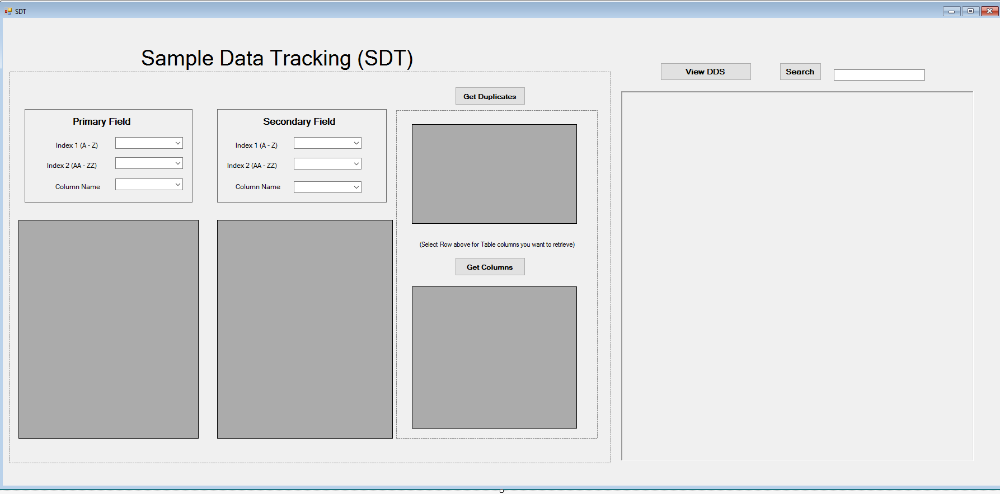 SDT
Sample Data Tracking (SDT)
View DDS
Search
Get Duplicates
Primary Field
Index 1 (A - Z)
Index 2 (AA - ZZ)
Column Name
Secondary Field
Index 1 (A - Z)
Index 2 (AA - ZZ)
Column Name
(Select Row above for Table columns you want to retrieve)
Get Columns